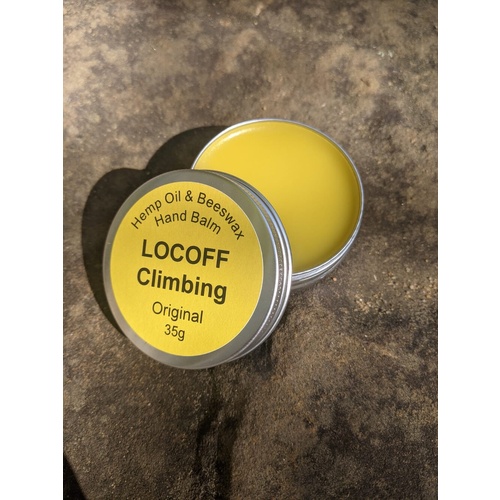 Hemp Oil & Beeswax
Hand Balm
LOCOFF
Climbing
Original
35g